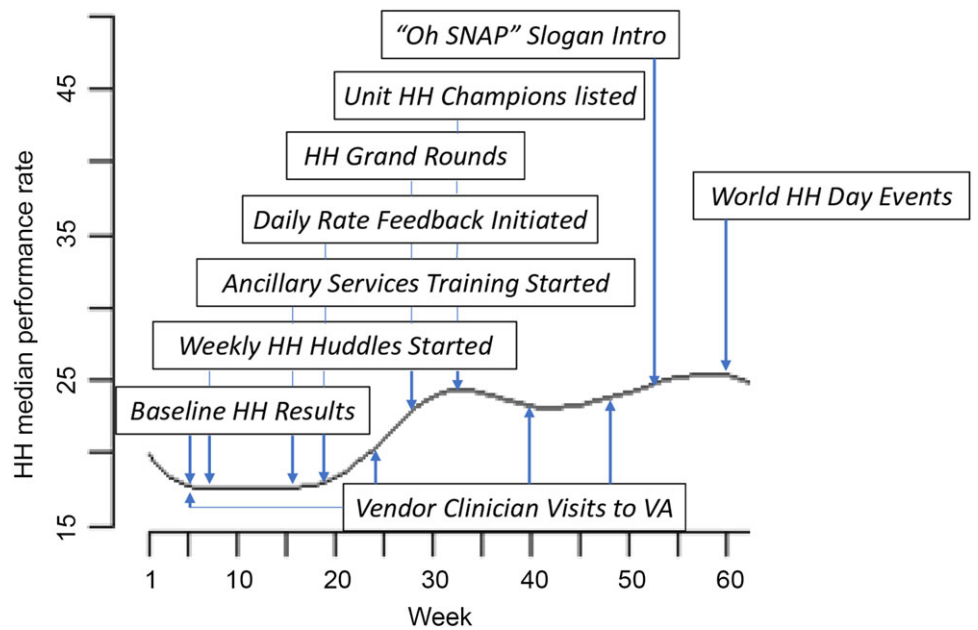 “Oh SNAP” Slogan Intro
Unit HH Champions listed
HH Grand Rounds
World HH Day Events
Daily Rate Feedback Initiated
Ancillary Services Training Started
Weekly HH Huddles Started
Baseline HH Results
Vendor Clinician Visits to VA
HH median performance rate
45
35
25
15
1 10 20 30 40 50 60
Week